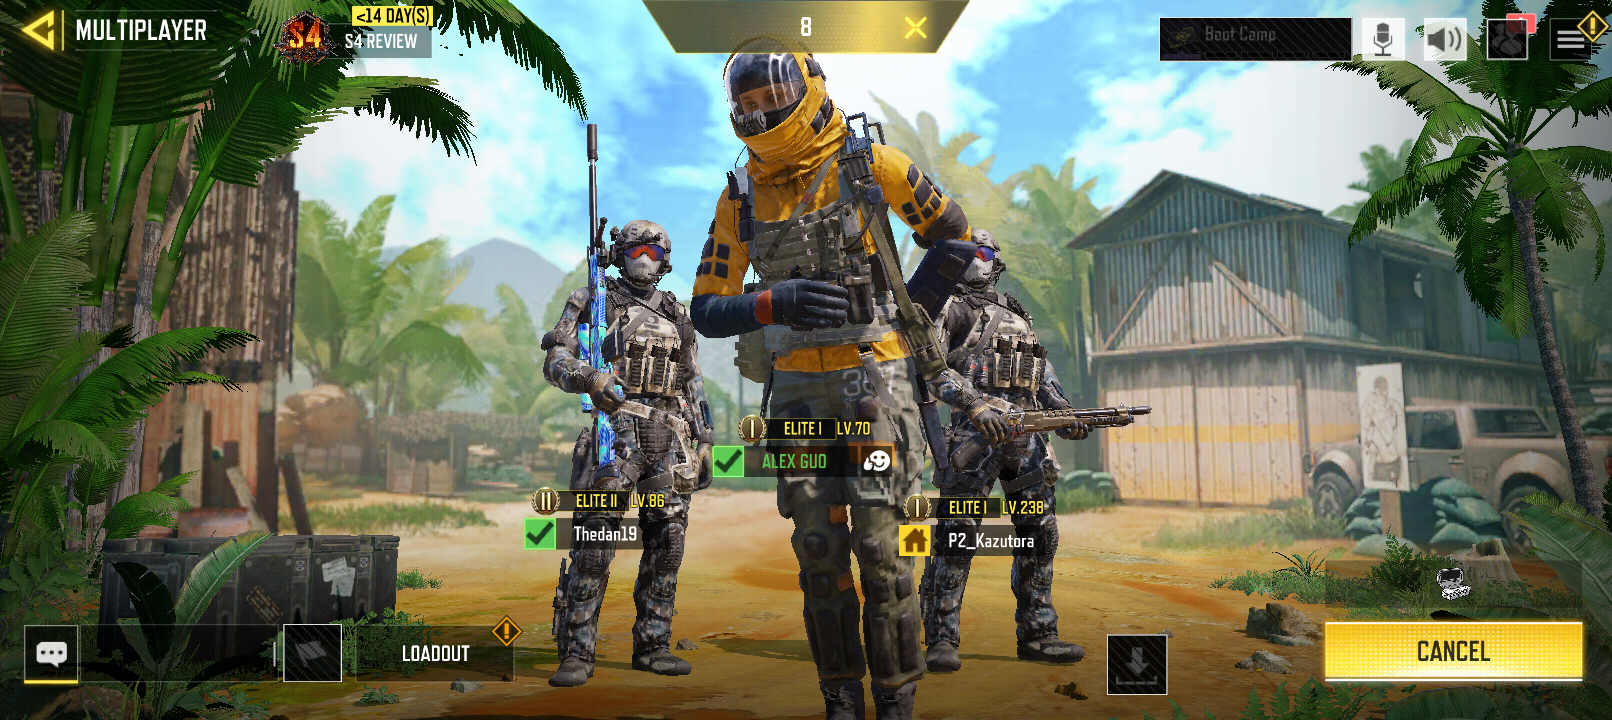 MULTIPLAYER
S4
<14 DAY(S)
S4 REVIEW
8
Boot Camp
ELITE I LV.70
ALEX GUO
II ELITE II LV.86
Thedan19
I ELITE I LV.238
P2_Kazutora
LOADOUT
CANCEL